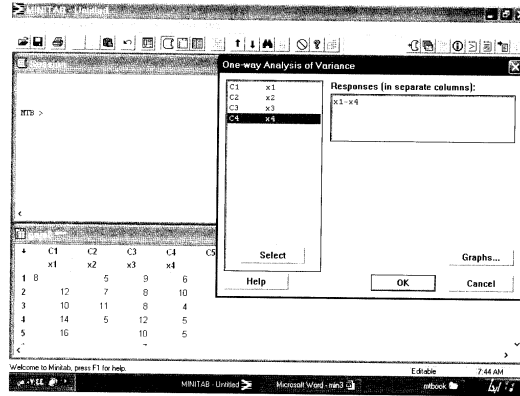 MINITAB - Untitled
One-way Analysis of Variance
C1 x1
C2 x2
C3 x3
C4 x4
Responses (in separate columns):
x1-x4
Select
Help
Graphs...
OK
Cancel
MTB >
C1 C2 C3 C4 C5
x1 x2 x3 x4
1 8 5 9 6
2 12 7 8 10
3 10 11 8 4
4 14 5 12 5
5 16 10 5
Welcome to Minitab, press F1 for help.
Editable
7:44 AM
MINITAB - Untitled
Microsoft Word - min3
mtbook